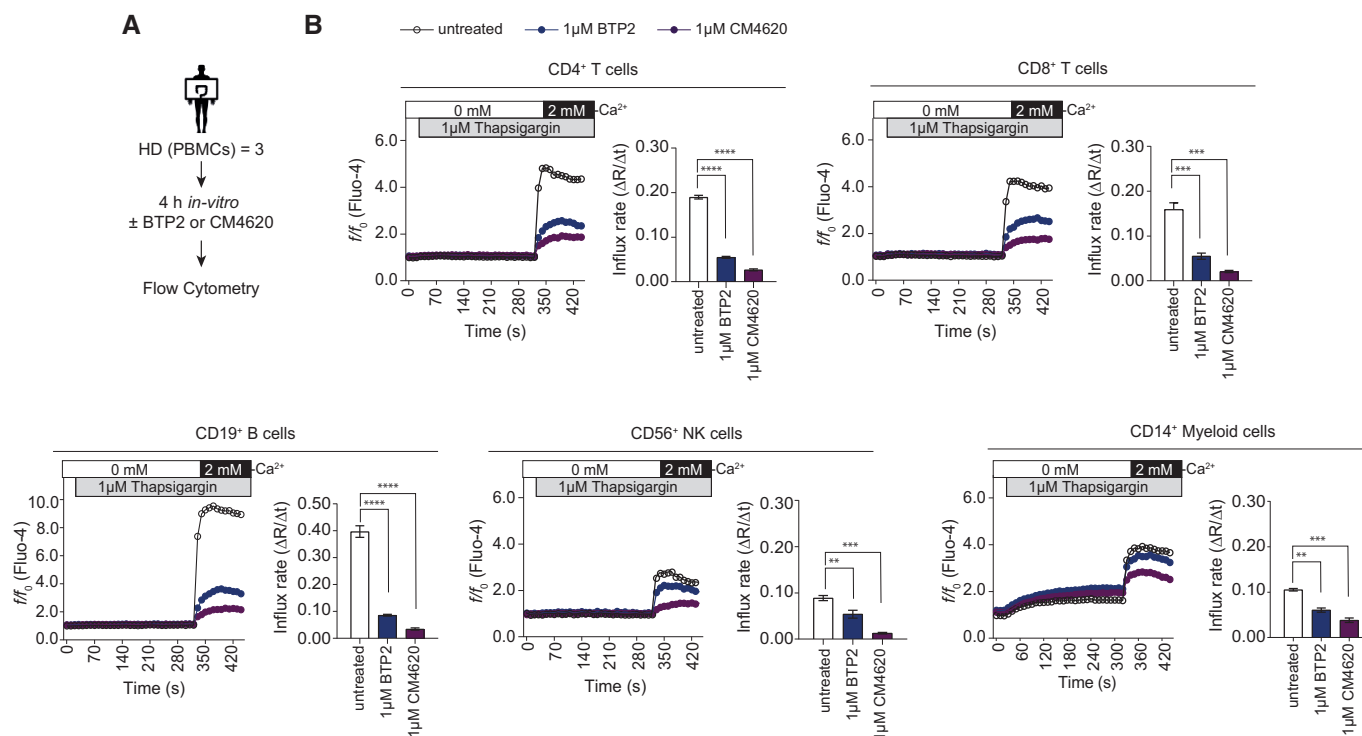 A
HD (PBMCs) = 3
4 h in-vitro
± BTP2 or CM4620
Flow Cytometry
B
untreated
1µM BTP2
1µM CM4620
CD4⁺ T cells
0 mM
2 mM
Ca²⁺
1µM Thapsigargin
f/f₀ (Fluo-4)
6.0
4.0
2.0
0.0
0
70
140
210
280
350
420
Time (s)
Influx rate (ΔR/Δt)
0.30
0.20
0.10
0.00
****
****
untreated
1µM BTP2
1µM CM4620
CD8⁺ T cells
0 mM
2 mM
Ca²⁺
1µM Thapsigargin
f/f₀ (Fluo-4)
6.0
4.0
2.0
0.0
0
70
140
210
280
350
420
Time (s)
Influx rate (ΔR/Δt)
0.30
0.20
0.10
0.00
***
***
untreated
1µM BTP2
1µM CM4620
CD19⁺ B cells
0 mM
2 mM
Ca²⁺
1µM Thapsigargin
f/f₀ (Fluo-4)
10.0
8.0
6.0
4.0
2.0
0.0
0
70
140
210
280
350
420
Time (s)
Influx rate (ΔR/Δt)
0.50
0.40
0.30
0.20
0.10
0.00
****
****
untreated
1µM BTP2
1µM CM4620
CD56⁺ NK cells
0 mM
2 mM
Ca²⁺
1µM Thapsigargin
f/f₀ (Fluo-4)
6.0
4.0
2.0
0.0
0
70
140
210
280
350
420
Time (s)
Influx rate (ΔR/Δt)
0.30
0.20
0.10
0.00
***
**
untreated
1µM BTP2
1µM CM4620
CD14⁺ Myeloid cells
0 mM
2 mM
Ca²⁺
1µM Thapsigargin
f/f₀ (Fluo-4)
6.0
4.0
2.0
0.0
0
60
120
180
240
300
360
420
Time (s)
Influx rate (ΔR/Δt)
0.30
0.20
0.10
0.00
***
**
untreated
1µM BTP2
1µM CM4620